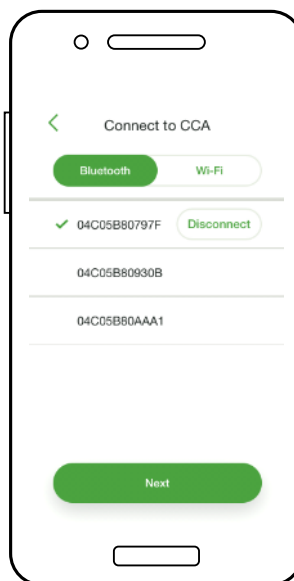 Connect to CCA
Bluetooth Wi-Fi
04C05B80797F Disconnect
04C05B80930B
04C05B80AAA1
Next